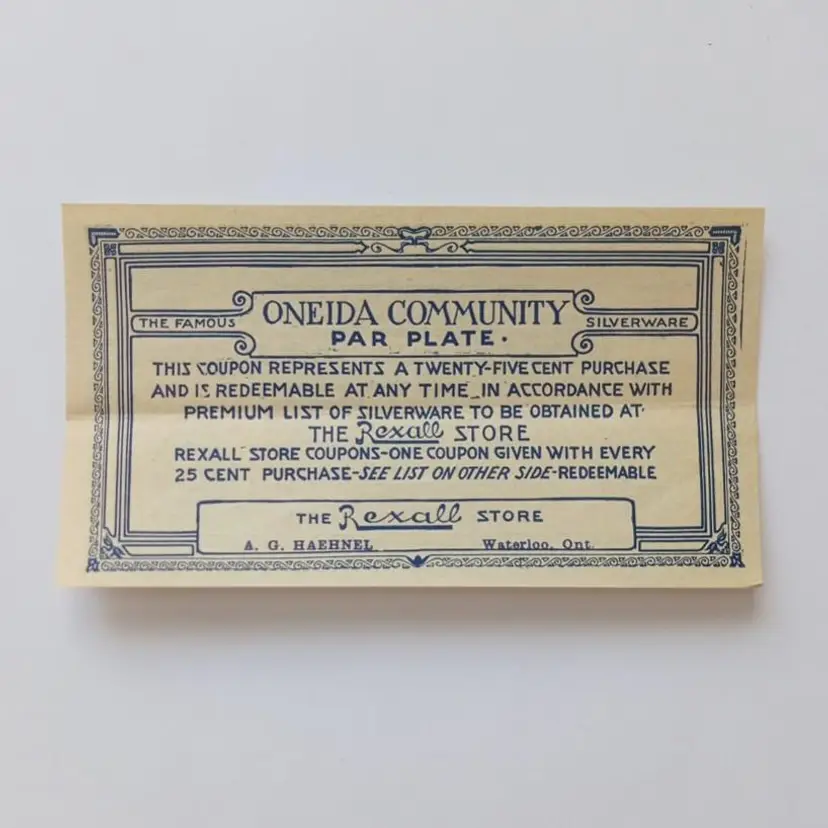 ONEIDA COMMUNITY
THE FAMOUS SILVERWARE
PAR PLATE.
THIS COUPON REPRESENTS A TWENTY-FIVE CENT PURCHASE
AND IS REDEEMABLE AT ANY TIME IN ACCORDANCE WITH
PREMIUM LIST OF SILVERWARE TO BE OBTAINED AT
THE Rexall STORE
REXALL STORE COUPONS-ONE COUPON GIVEN WITH EVERY
25 CENT PURCHASE-SEE LIST ON OTHER SIDE-REDEEMABLE
THE Rexall STORE
A. G. HAEHNEL Waterloo, Ont.